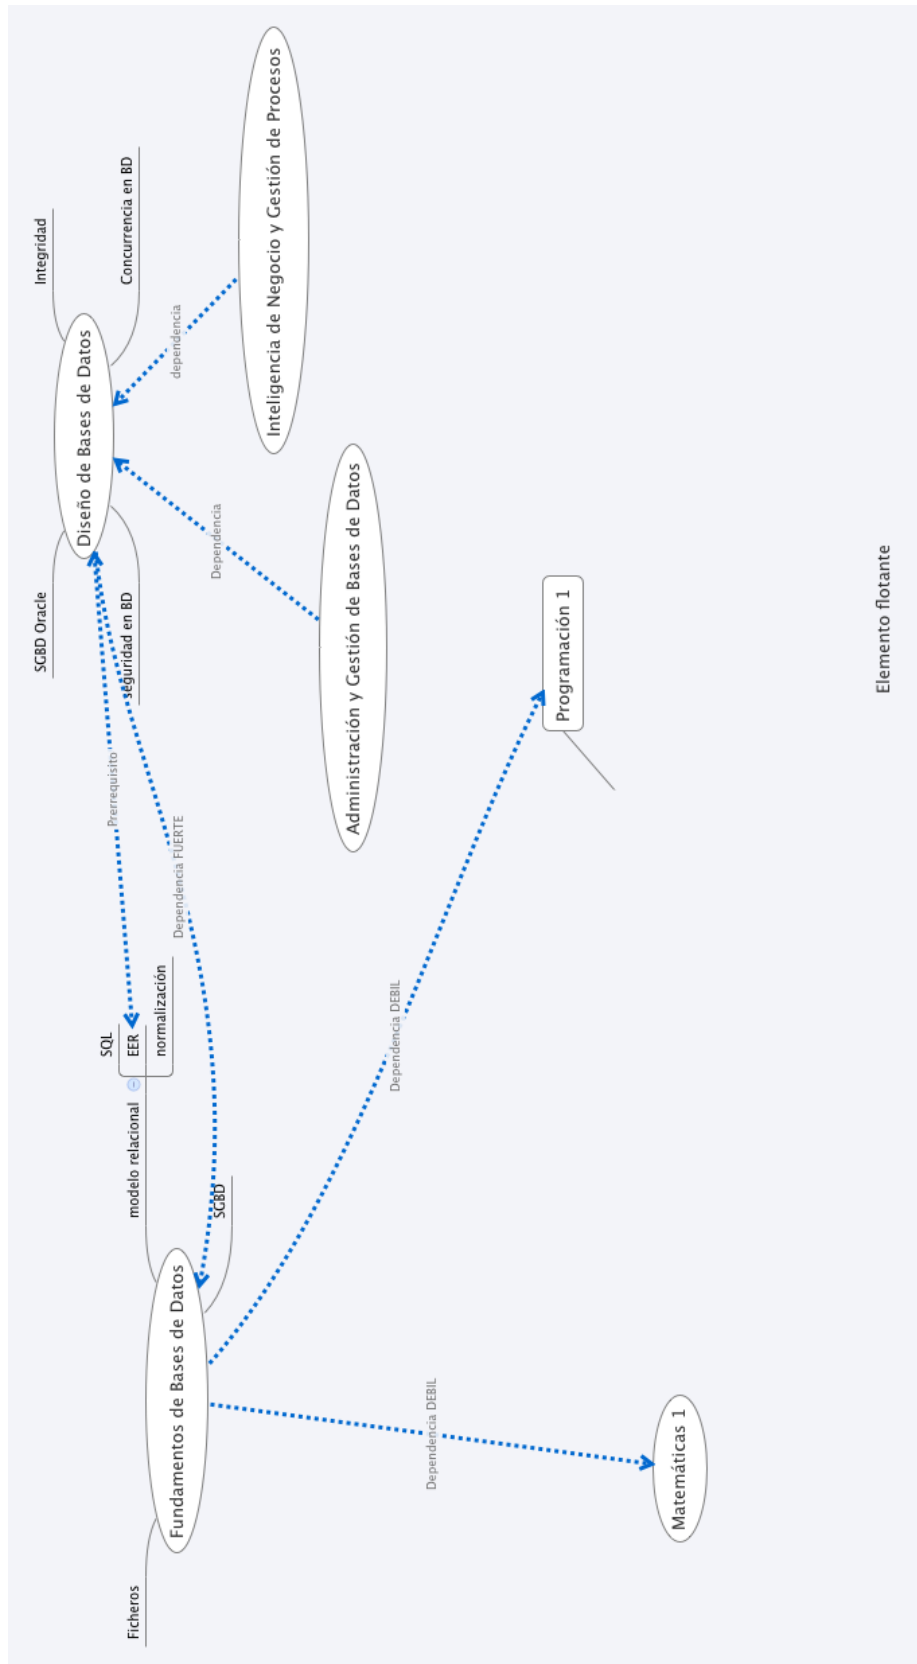 Ficheros
Fundamentos de Bases de Datos
modelo relacional
SQL
EER
normalización
SGBD
Prerrequisito
Dependencia FUERTE
SGBD Oracle
seguridad en BD
Diseño de Bases de Datos
Integridad
Concurrencia en BD
Dependencia
dependencia
Administración y Gestión de Bases de Datos
Inteligencia de Negocio y Gestión de Procesos
Dependencia DEBIL
Dependencia DEBIL
Programación 1
Matemáticas 1
Elemento flotante